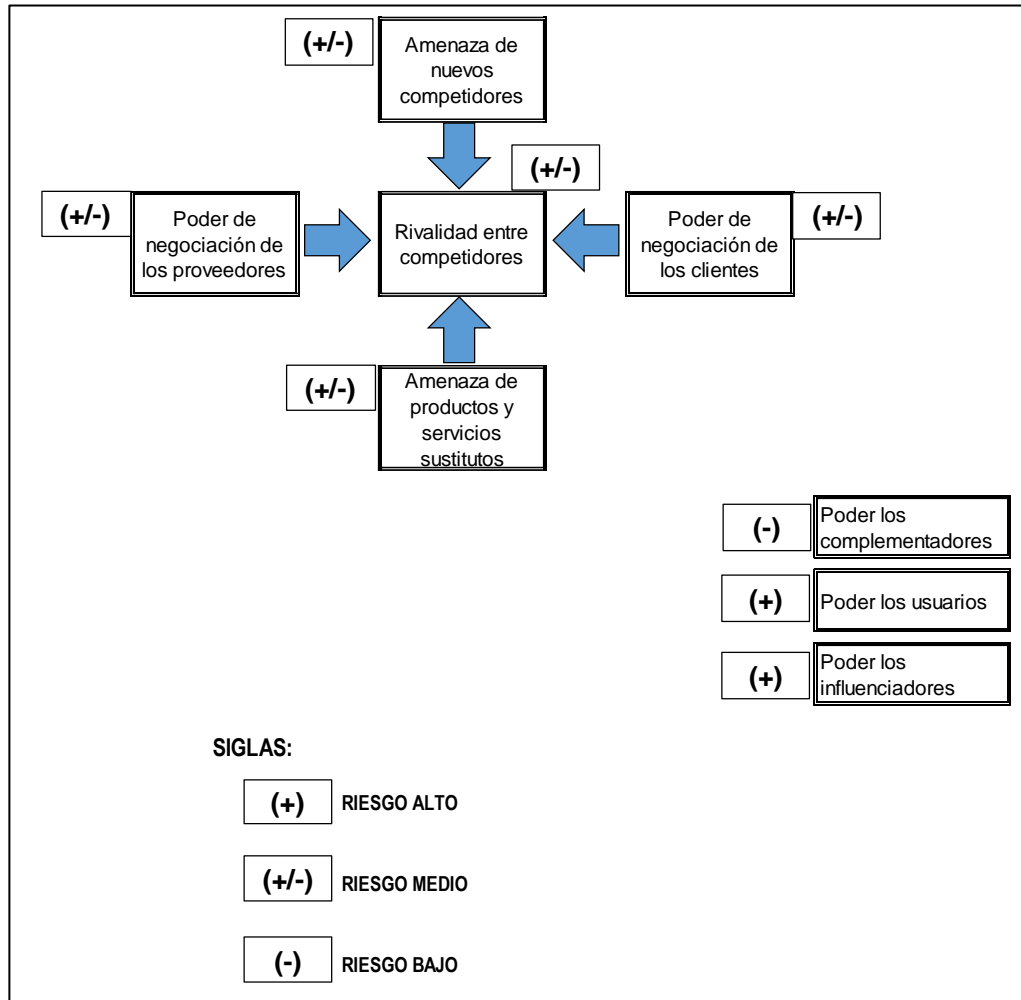 (+/-)
Amenaza de
nuevos
competidores
(+/-)
(+/-)
Poder de
negociación de
los proveedores
Rivalidad entre
competidores
Poder de
negociación de
los clientes
(+/-)
(+/-)
Amenaza de
productos y
servicios
sustitutos
(-)
Poder los
complementadores
(+)
Poder los usuarios
(+)
Poder los
influenciadores
SIGLAS:
(+)
RIESGO ALTO
(+/-)
RIESGO MEDIO
(-)
RIESGO BAJO